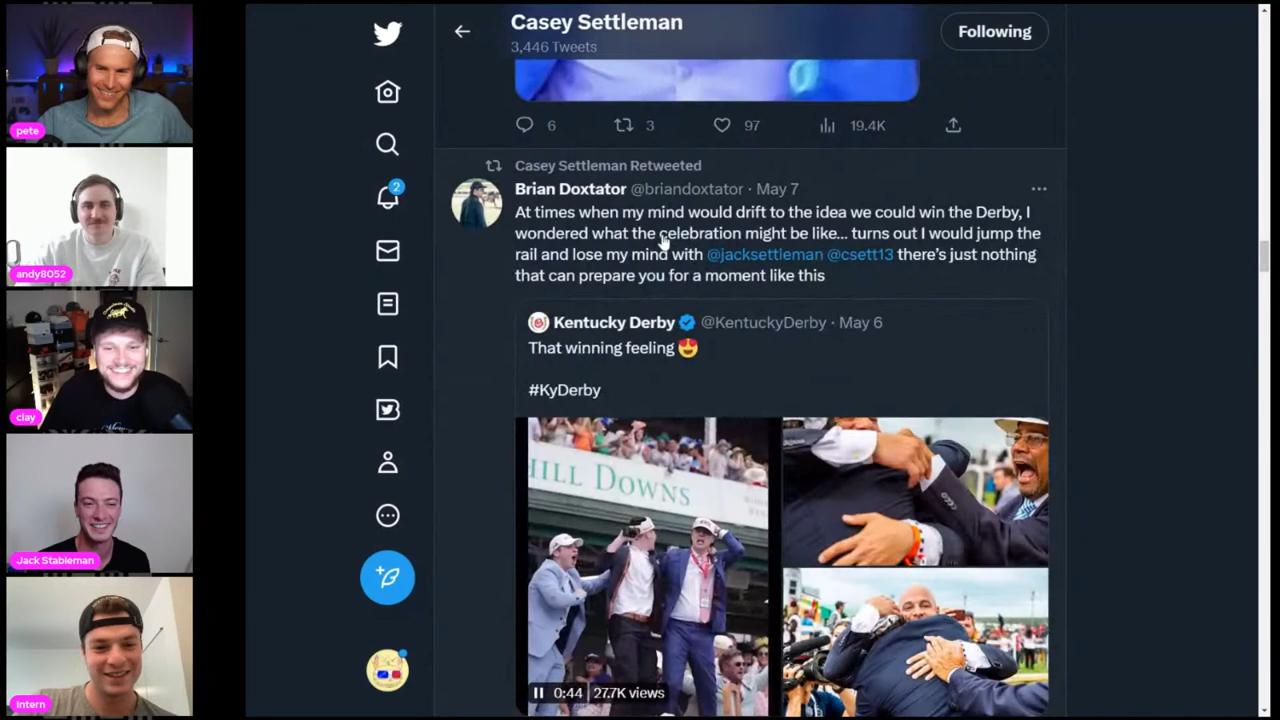 pete
andy8052
clay
Jack Stableman
Intern
2
Casey Settleman
3,446 Tweets
Following
6
3
97
19.4K
Casey Settleman Retweeted
Brian Doxtator @briandoxtator · May 7
At times when my mind would drift to the idea we could win the Derby, I
wondered what the celebration might be like... turns out I would jump the
rail and lose my mind with @jacksettleman @csett13 there's just nothing
that can prepare you for a moment like this
Kentucky Derby @KentuckyDerby · May 6
That winning feeling 😍
#KyDerby
HILL DOWNS
0:44 27.7K views